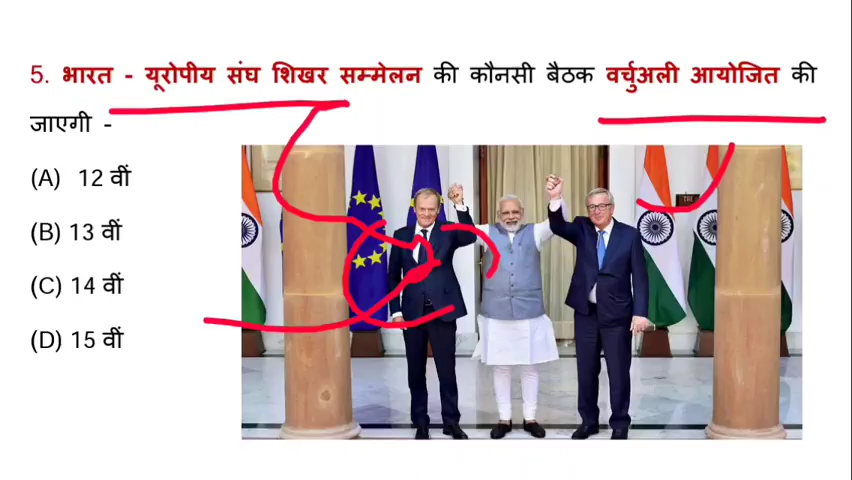 5. भारत - यूरोपीय संघ शिखर सम्मेलन की कौनसी बैठक वर्चुअली आयोजित की
जाएगी -
(A) 12 वीं
(B) 13 वीं
(C) 14 वीं
(D) 15 वीं